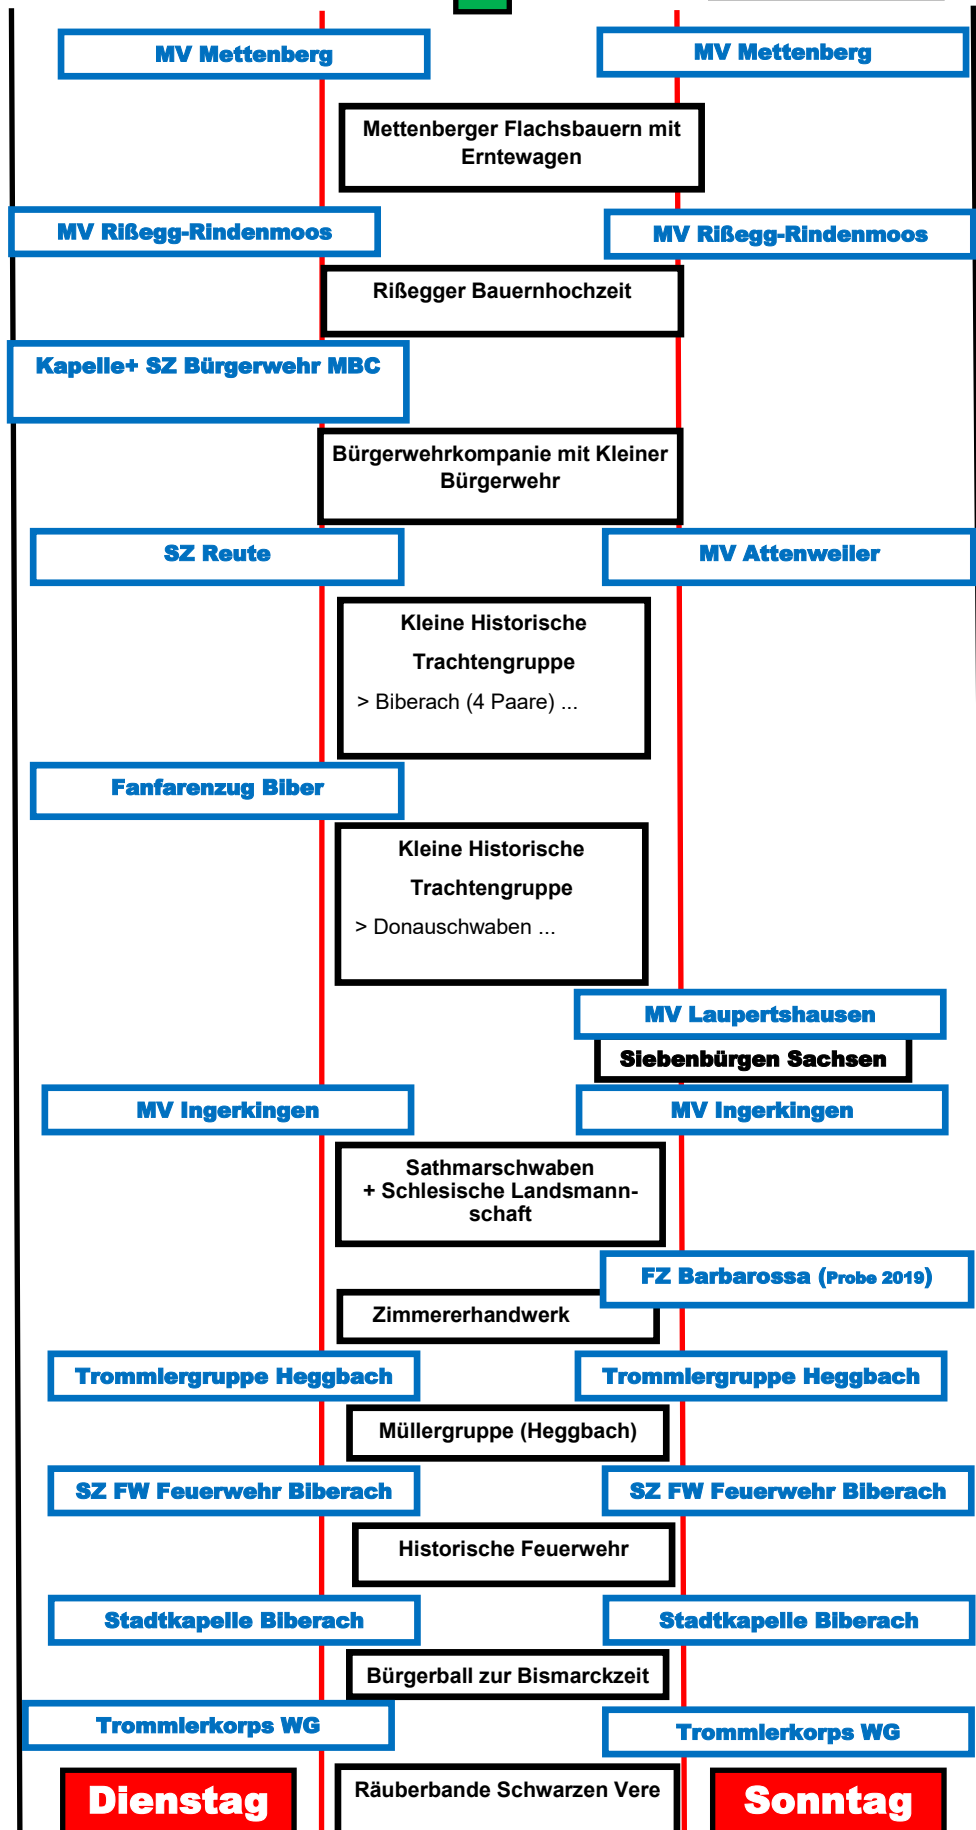 MV Mettenberg
MV Mettenberg
Mettenberger Flachsbauern mit
Erntewagen
MV Rißegg-Rindenmoos
MV Rißegg-Rindenmoos
Rißegger Bauernhochzeit
Kapelle+ SZ Bürgerwehr MBC
Bürgerwehrkompanie mit Kleiner
Bürgerwehr
SZ Reute
MV Attenweiler
Kleine Historische
Trachtengruppe
> Biberach (4 Paare) ...
Fanfarenzug Biber
Kleine Historische
Trachtengruppe
> Donauschwaben ...
MV Laupertshausen
Siebenbürgen Sachsen
MV Ingerkingen
MV Ingerkingen
Sathmarschwaben
+ Schlesische Landsmann-
schaft
FZ Barbarossa (Probe 2019)
Zimmererhandwerk
Trommlergruppe Heggbach
Trommlergruppe Heggbach
Müllergruppe (Heggbach)
SZ FW Feuerwehr Biberach
SZ FW Feuerwehr Biberach
Historische Feuerwehr
Stadtkapelle Biberach
Stadtkapelle Biberach
Bürgerball zur Bismarckzeit
Trommlerkorps WG
Trommlerkorps WG
Dienstag
Räuberbande Schwarzen Vere
Sonntag